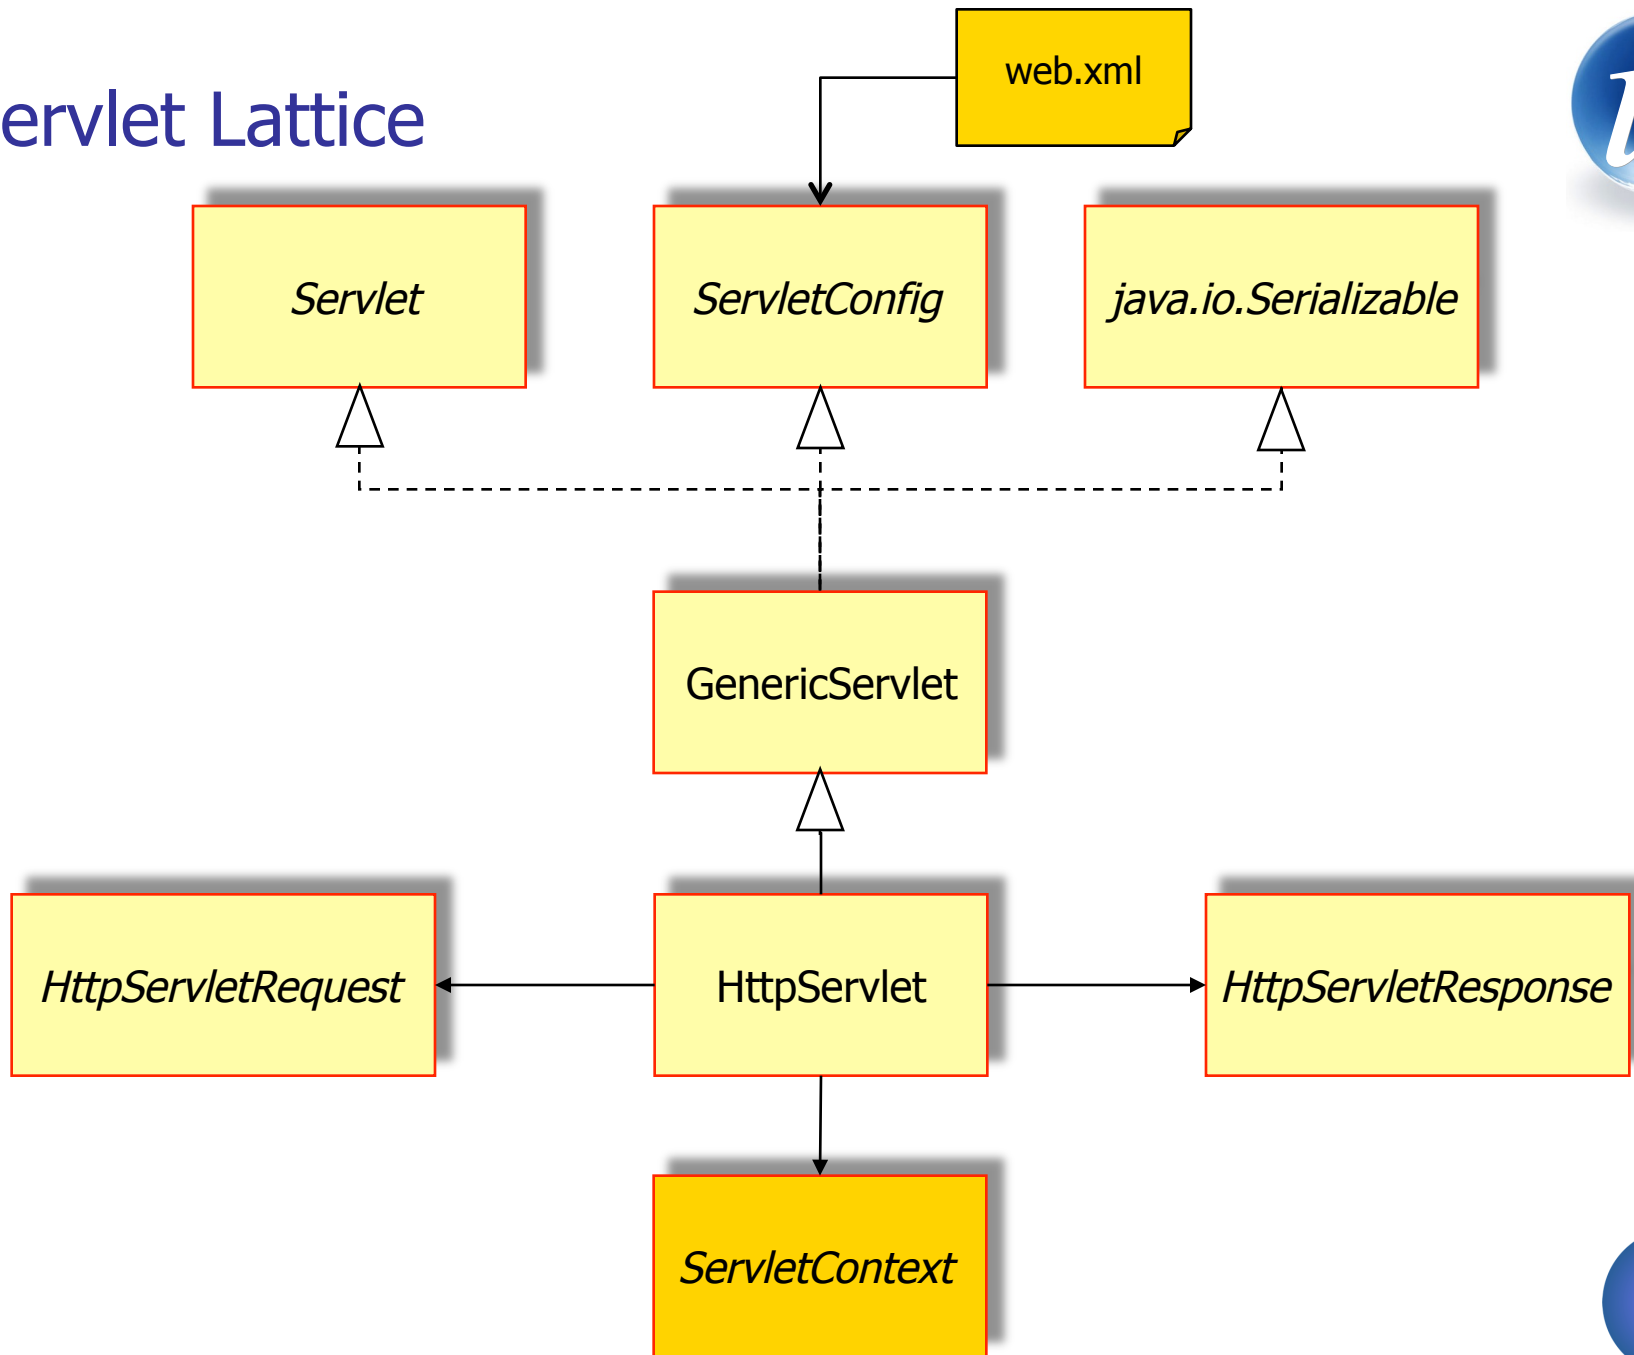 web.xml
ervlet Lattice
Servlet
ServletConfig
java.io.Serializable
GenericServlet
HttpServletRequest
HttpServlet
HttpServletResponse
ServletContext